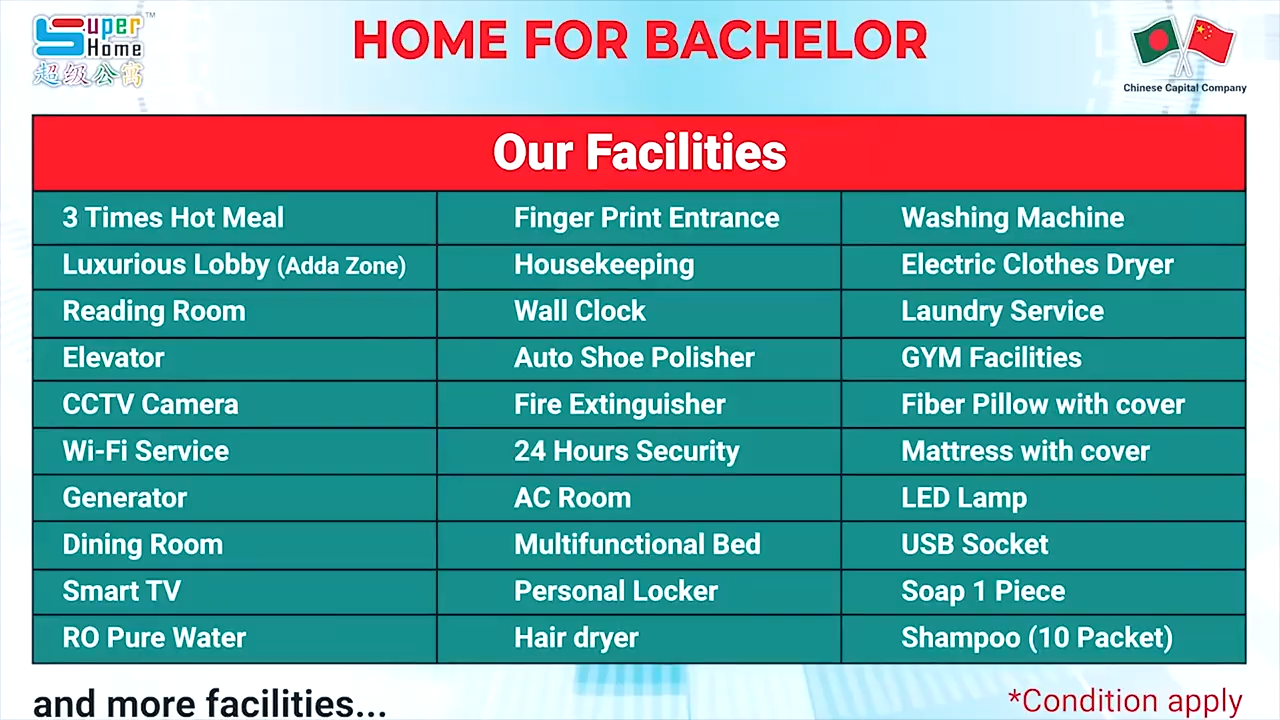 Super
TM
Home
超级公寓
HOME FOR BACHELOR
Chinese Capital Company
Our Facilities
3 Times Hot Meal Finger Print Entrance Washing Machine
Luxurious Lobby (Adda Zone) Housekeeping Electric Clothes Dryer
Reading Room Wall Clock Laundry Service
Elevator Auto Shoe Polisher GYM Facilities
CCTV Camera Fire Extinguisher Fiber Pillow with cover
Wi-Fi Service 24 Hours Security Mattress with cover
Generator AC Room LED Lamp
Dining Room Multifunctional Bed USB Socket
Smart TV Personal Locker Soap 1 Piece
RO Pure Water Hair dryer Shampoo (10 Packet)
and more facilities...
*Condition apply